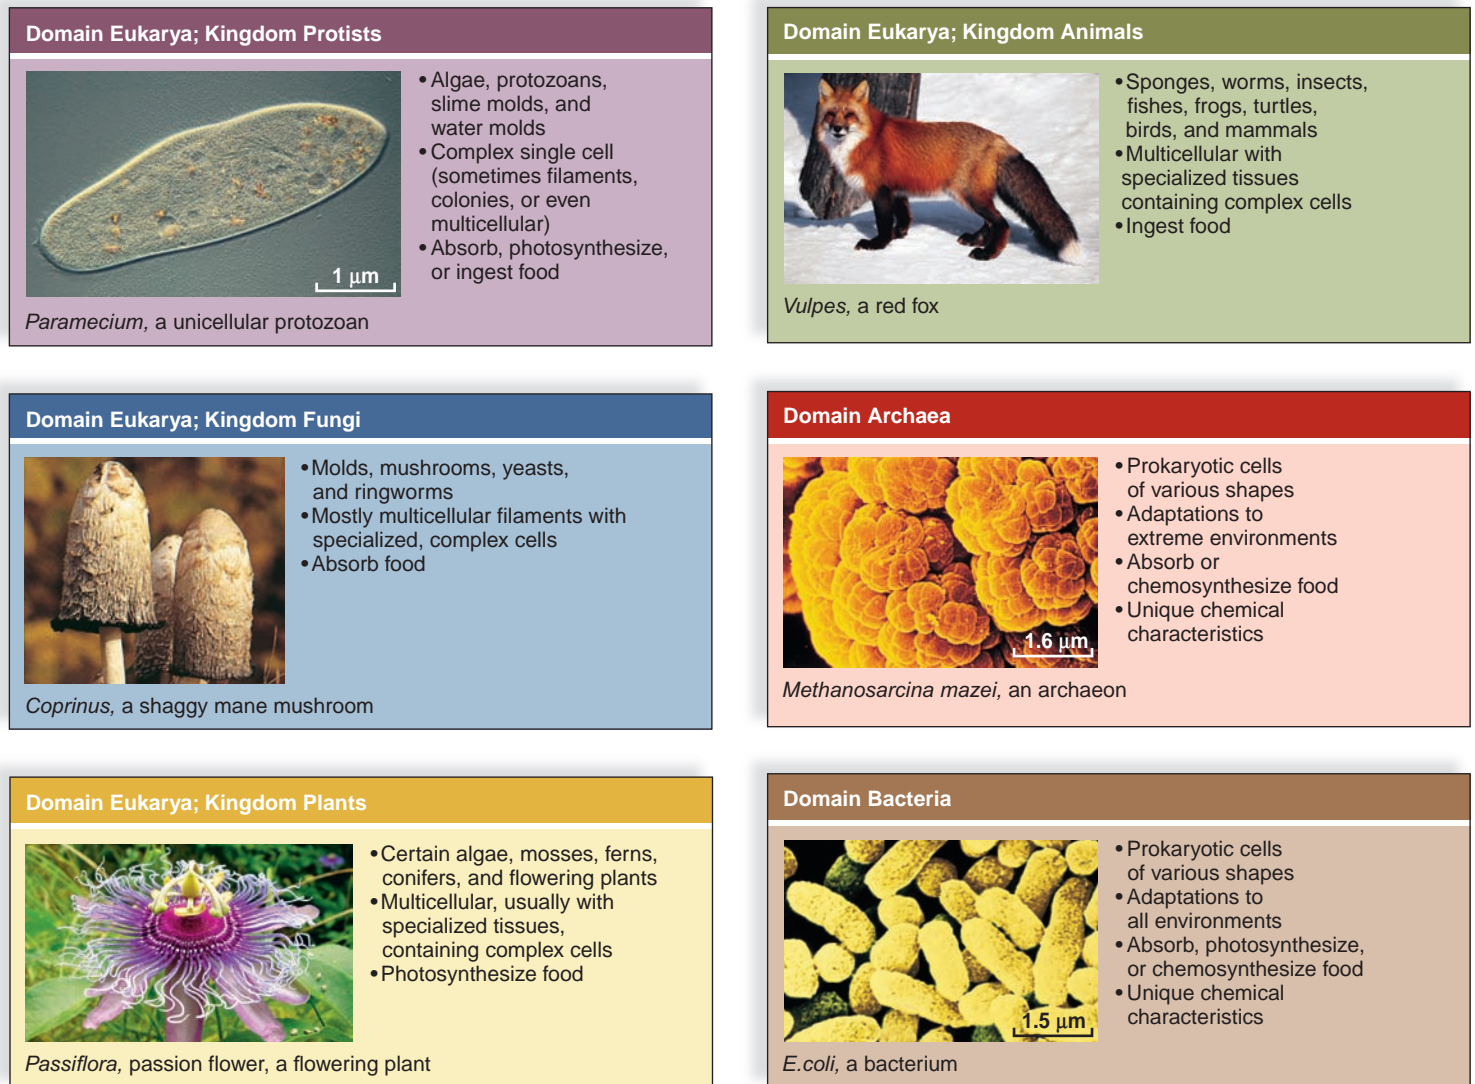 Domain Eukarya; Kingdom Protists
• Algae, protozoans,
slime molds, and
water molds
• Complex single cell
(sometimes filaments,
colonies, or even
multicellular)
• Absorb, photosynthesize,
or ingest food
1 μm
Paramecium, a unicellular protozoan
Domain Eukarya; Kingdom Animals
• Sponges, worms, insects,
fishes, frogs, turtles,
birds, and mammals
• Multicellular with
specialized tissues
containing complex cells
• Ingest food
Vulpes, a red fox
Domain Eukarya; Kingdom Fungi
• Molds, mushrooms, yeasts,
and ringworms
• Mostly multicellular filaments with
specialized, complex cells
• Absorb food
Coprinus, a shaggy mane mushroom
Domain Archaea
• Prokaryotic cells
of various shapes
• Adaptations to
extreme environments
• Absorb or
chemosynthesize food
• Unique chemical
characteristics
1.6 μm
Methanosarcina mazei, an archaeon
Domain Eukarya; Kingdom Plants
• Certain algae, mosses, ferns,
conifers, and flowering plants
• Multicellular, usually with
specialized tissues,
containing complex cells
• Photosynthesize food
Passiflora, passion flower, a flowering plant
Domain Bacteria
• Prokaryotic cells
of various shapes
• Adaptations to
all environments
• Absorb, photosynthesize,
or chemosynthesize food
• Unique chemical
characteristics
1.5 μm
E.coli, a bacterium